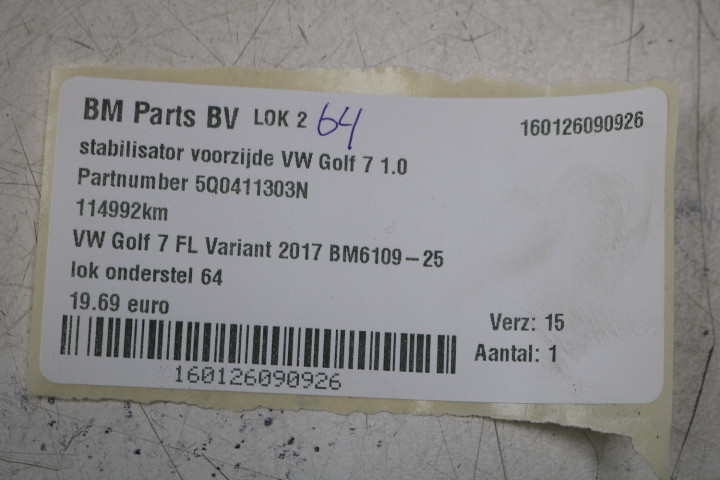 BM Parts BV LOK 2 64 160126090926
stabilisator voorzijde VW Golf 7 1.0
Partnumber 5Q0411303N
114992km
VW Golf 7 FL Variant 2017 BM6109-25
lok onderstel 64
19.69 euro
Verz: 15
Aantal: 1
160126090926